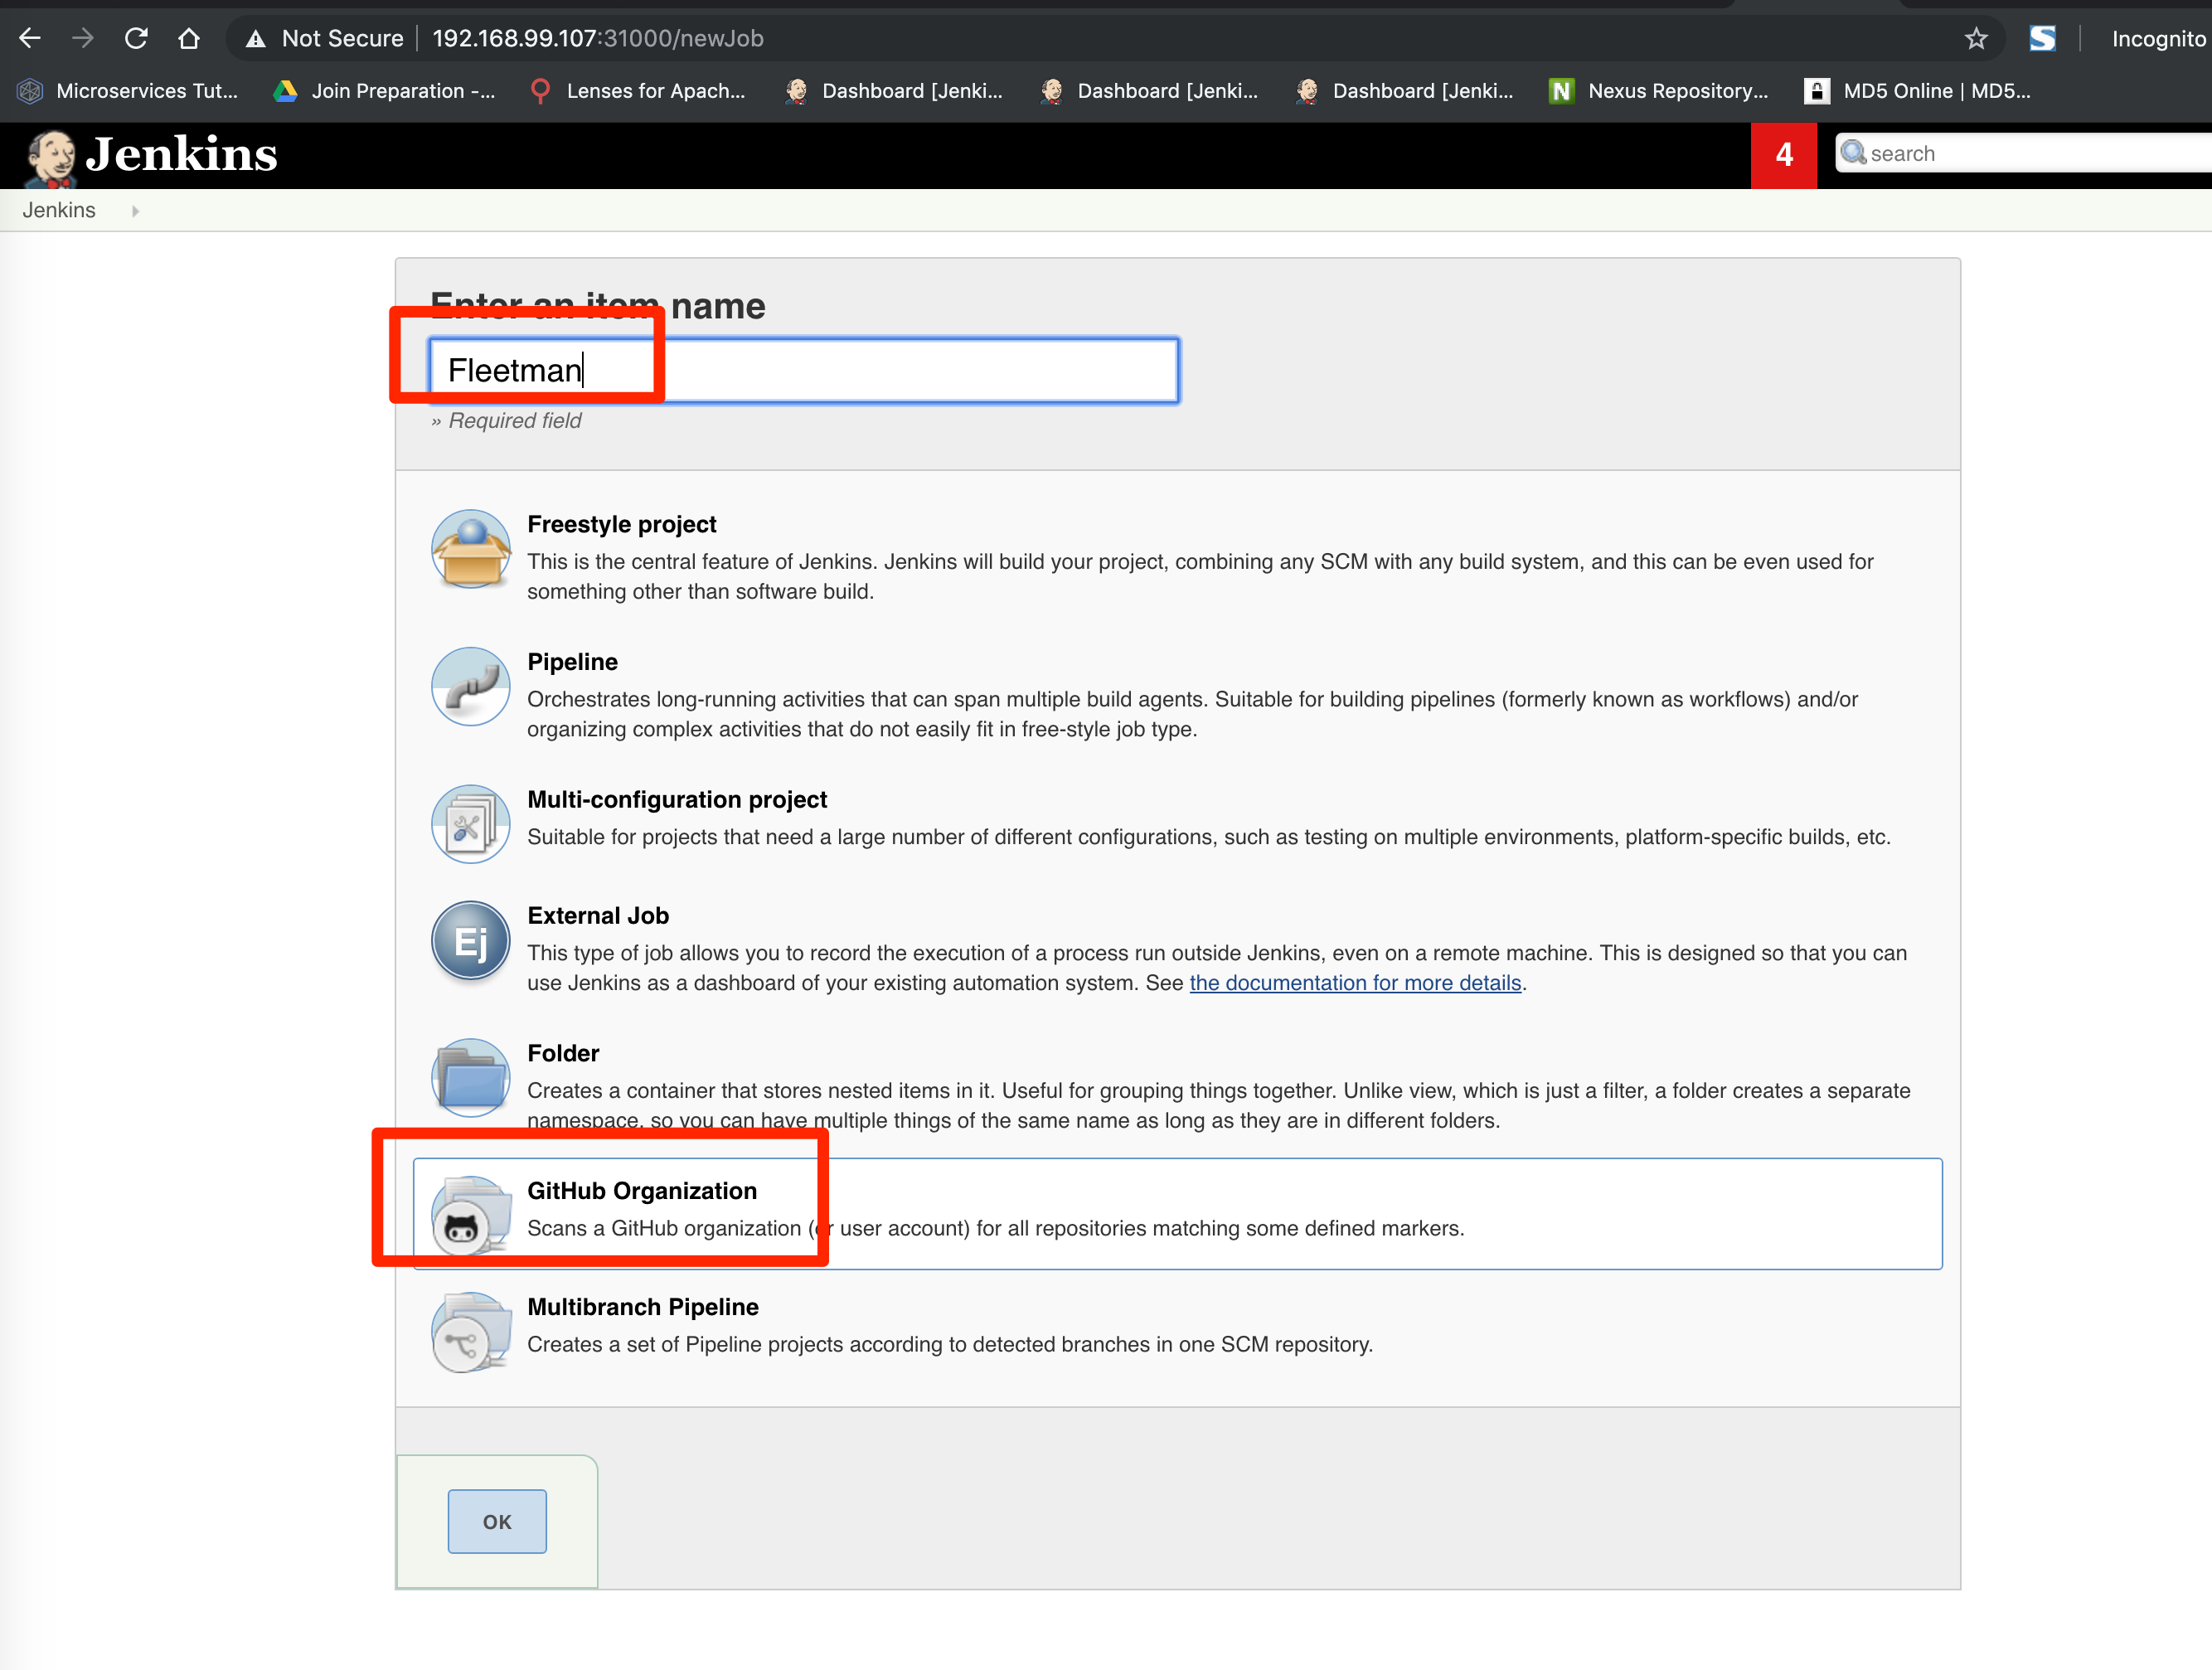 Not Secure 192.168.99.107:31000/newJob Incognito
Microservices Tut... Join Preparation -... Lenses for Apach... Dashboard [Jenki... Dashboard [Jenki... Dashboard [Jenki... Nexus Repository... MD5 Online | MD5...
Jenkins 4 search
Jenkins
Enter an item name
Fleetman
» Required field
Freestyle project
This is the central feature of Jenkins. Jenkins will build your project, combining any SCM with any build system, and this can be even used for
something other than software build.
Pipeline
Orchestrates long-running activities that can span multiple build agents. Suitable for building pipelines (formerly known as workflows) and/or
organizing complex activities that do not easily fit in free-style job type.
Multi-configuration project
Suitable for projects that need a large number of different configurations, such as testing on multiple environments, platform-specific builds, etc.
Ej
External Job
This type of job allows you to record the execution of a process run outside Jenkins, even on a remote machine. This is designed so that you can
use Jenkins as a dashboard of your existing automation system. See the documentation for more details.
Folder
Creates a container that stores nested items in it. Useful for grouping things together. Unlike view, which is just a filter, a folder creates a separate
namespace, so you can have multiple things of the same name as long as they are in different folders.
GitHub Organization
Scans a GitHub organization (or user account) for all repositories matching some defined markers.
Multibranch Pipeline
Creates a set of Pipeline projects according to detected branches in one SCM repository.
OK